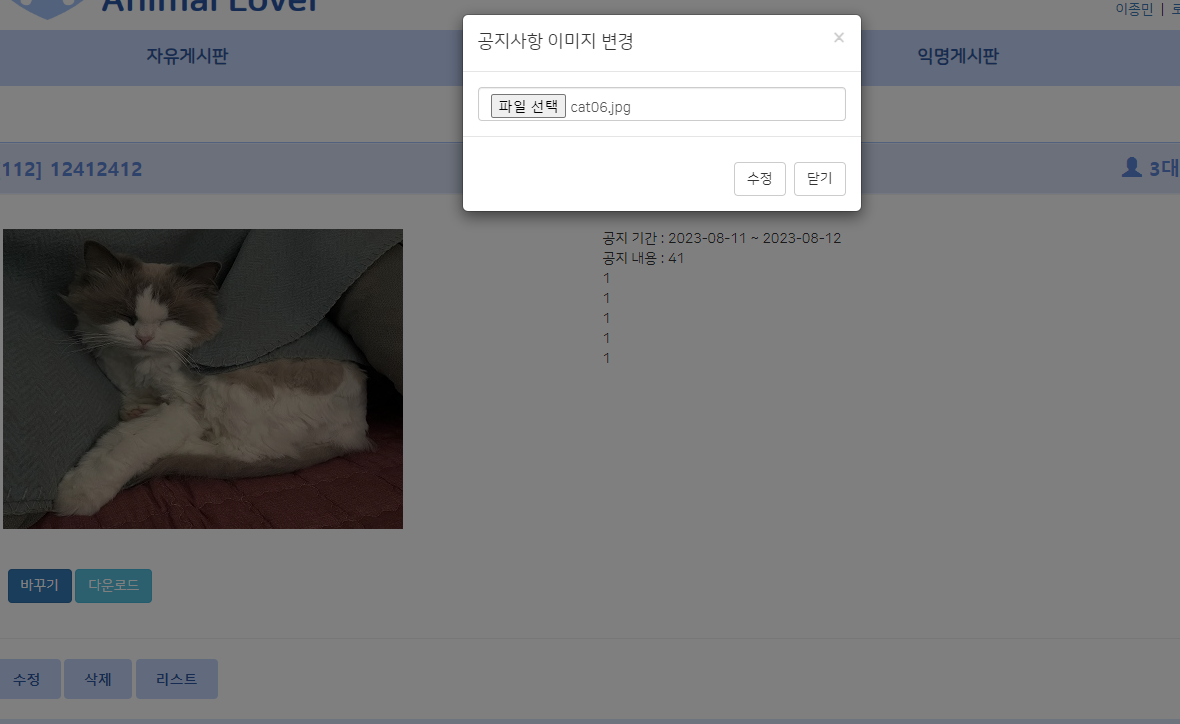 Animal Lover
이종민 |
자유게시판
익명게시판
공지사항 이미지 변경 ×
파일 선택 cat06.jpg
수정 닫기
112] 12412412
3대
공지 기간 : 2023-08-11 ~ 2023-08-12
공지 내용 : 41
1
1
1
1
1
바꾸기 다운로드
수정 삭제 리스트